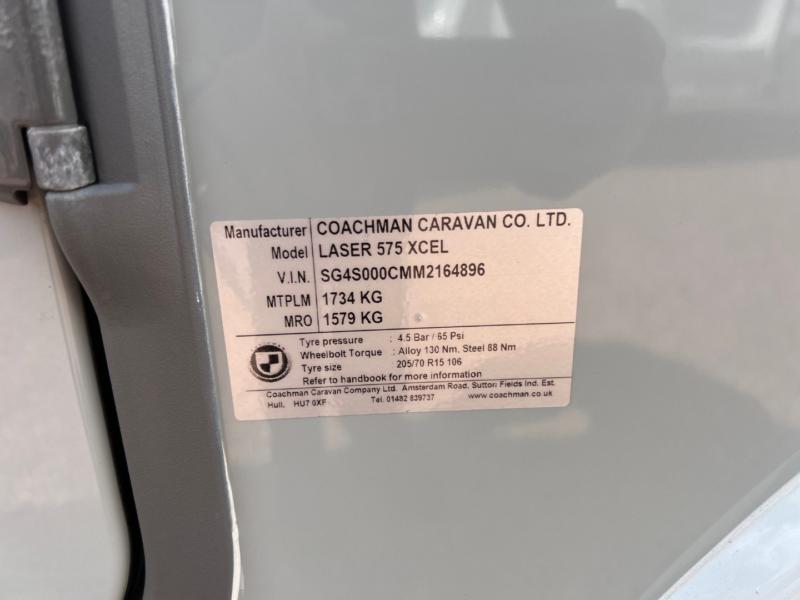 Manufacturer COACHMAN CARAVAN CO. LTD.
Model LASER 575 XCEL
V.I.N. SG4S000CMM2164896
MTPLM 1734 KG
MRO 1579 KG
Tyre pressure : 4.5 Bar / 65 Psi
Wheelbolt Torque : Alloy 130 Nm, Steel 88 Nm
Tyre size 205/70 R15 106
Refer to handbook for more information
Coachman Caravan Company Ltd. Amsterdam Road, Sutton Fields Ind. Est.
Hull. HU7 0XF Tel. 01482 839737 www.coachman.co.uk